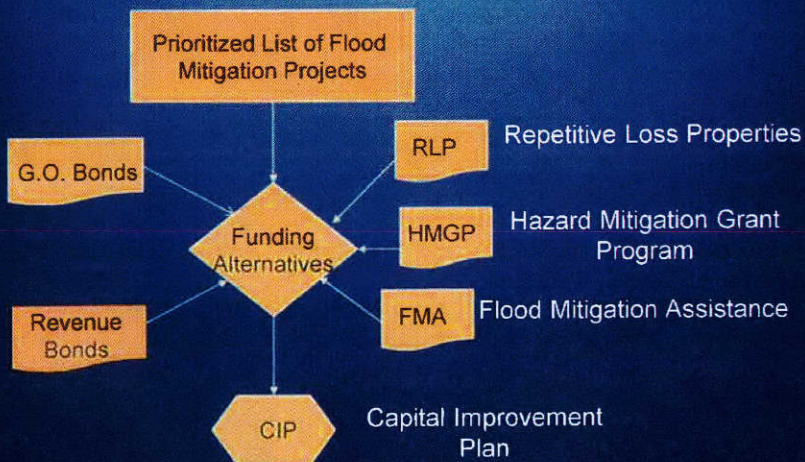 Prioritized List of Flood
Mitigation Projects
G.O. Bonds
RLP
Repetitive Loss Properties
Funding
Alternatives
HMGP
Hazard Mitigation Grant
Program
Revenue
Bonds
FMA
Flood Mitigation Assistance
CIP
Capital Improvement
Plan